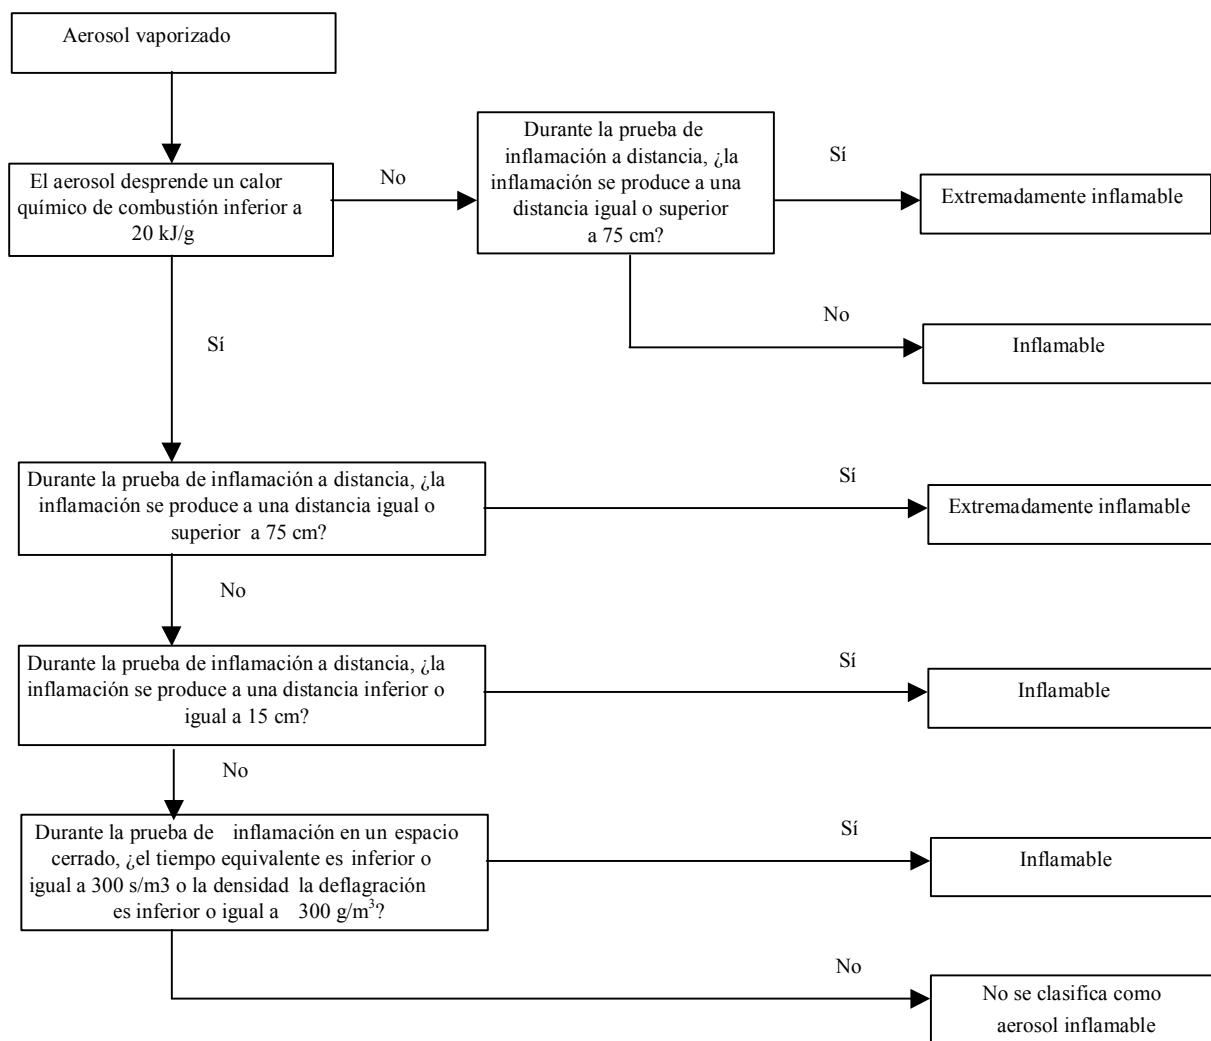 Aerosol vaporizado
El aerosol desprende un calor
químico de combustión inferior a
20 kJ/g
No
Durante la prueba de
inflamación a distancia, ¿la
inflamación se produce a una
distancia igual o superior
a 75 cm?
Sí
Extremadamente inflamable
No
Inflamable
Sí
Durante la prueba de inflamación a distancia, ¿la
inflamación se produce a una distancia igual o
superior a 75 cm?
Sí
Extremadamente inflamable
No
Durante la prueba de inflamación a distancia, ¿la
inflamación se produce a una distancia inferior o
igual a 15 cm?
Sí
Inflamable
No
Durante la prueba de inflamación en un espacio
cerrado, ¿el tiempo equivalente es inferior o
igual a 300 s/m3 o la densidad la deflagración
es inferior o igual a 300 g/m³?
Sí
Inflamable
No
No se clasifica como
aerosol inflamable